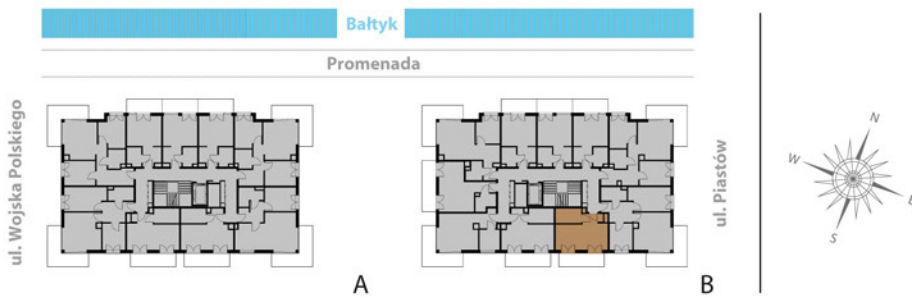 Bałtyk
Promenada
ul. Wojska Polskiego
ul. Piastów
A
B
N
W
E
S